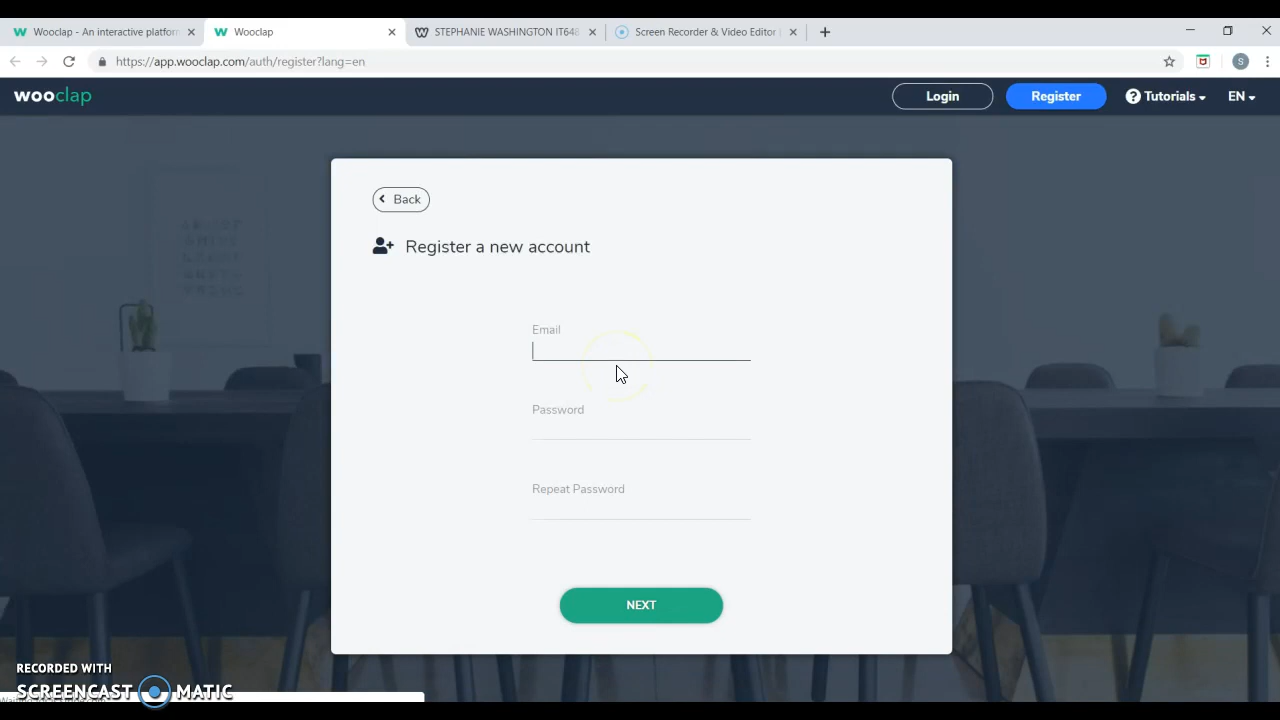 Wooclap - An interactive platform
Wooclap
STEPHANIE WASHINGTON IT648
Screen Recorder & Video Editor
https://app.wooclap.com/auth/register?lang=en
S
wooclap
Login
Register
? Tutorials
EN
Back
Register a new account
Email
Password
Repeat Password
NEXT
RECORDED WITH
SCREENCAST MATIC